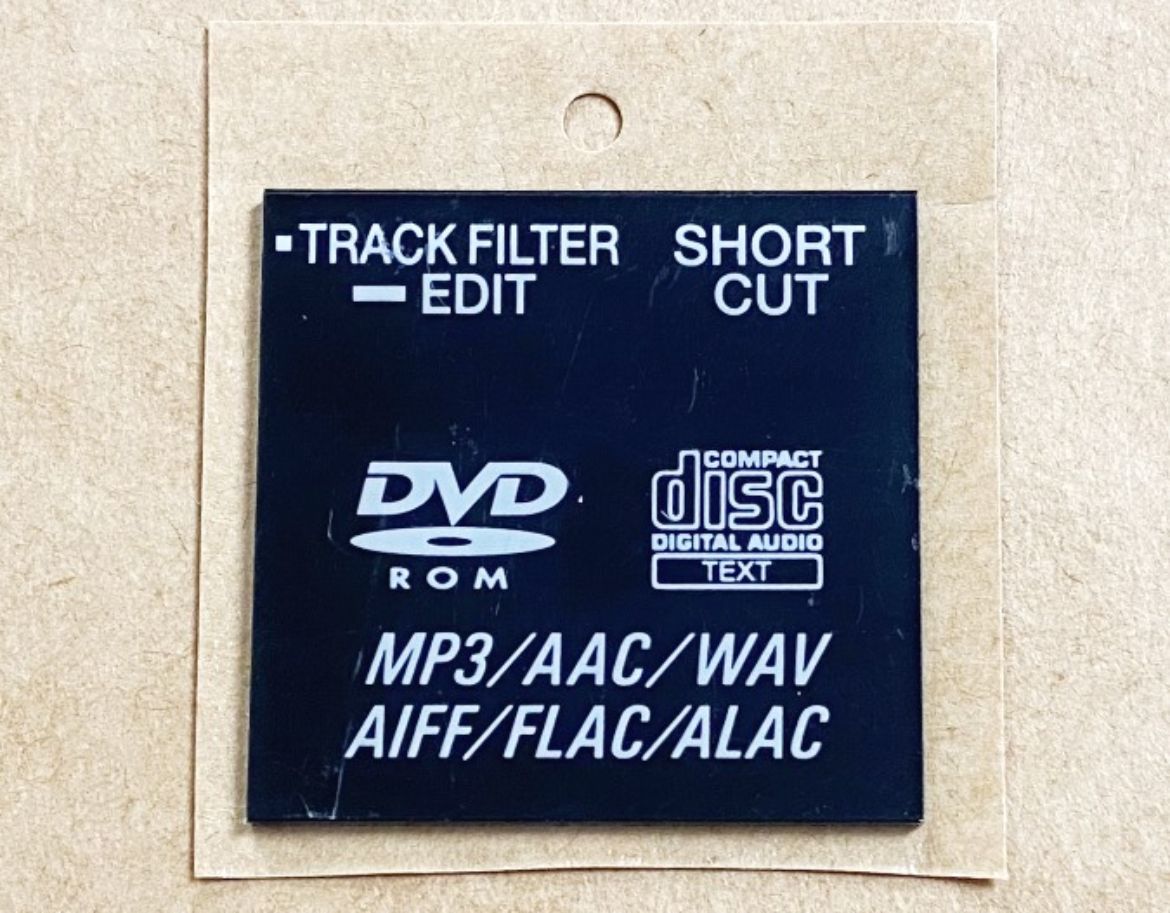 ▪TRACK FILTER SHORT
▬ EDIT CUT
DVD
ROM
COMPACT
disc
DIGITAL AUDIO
TEXT
MP3/AAC/WAV
AIFF/FLAC/ALAC